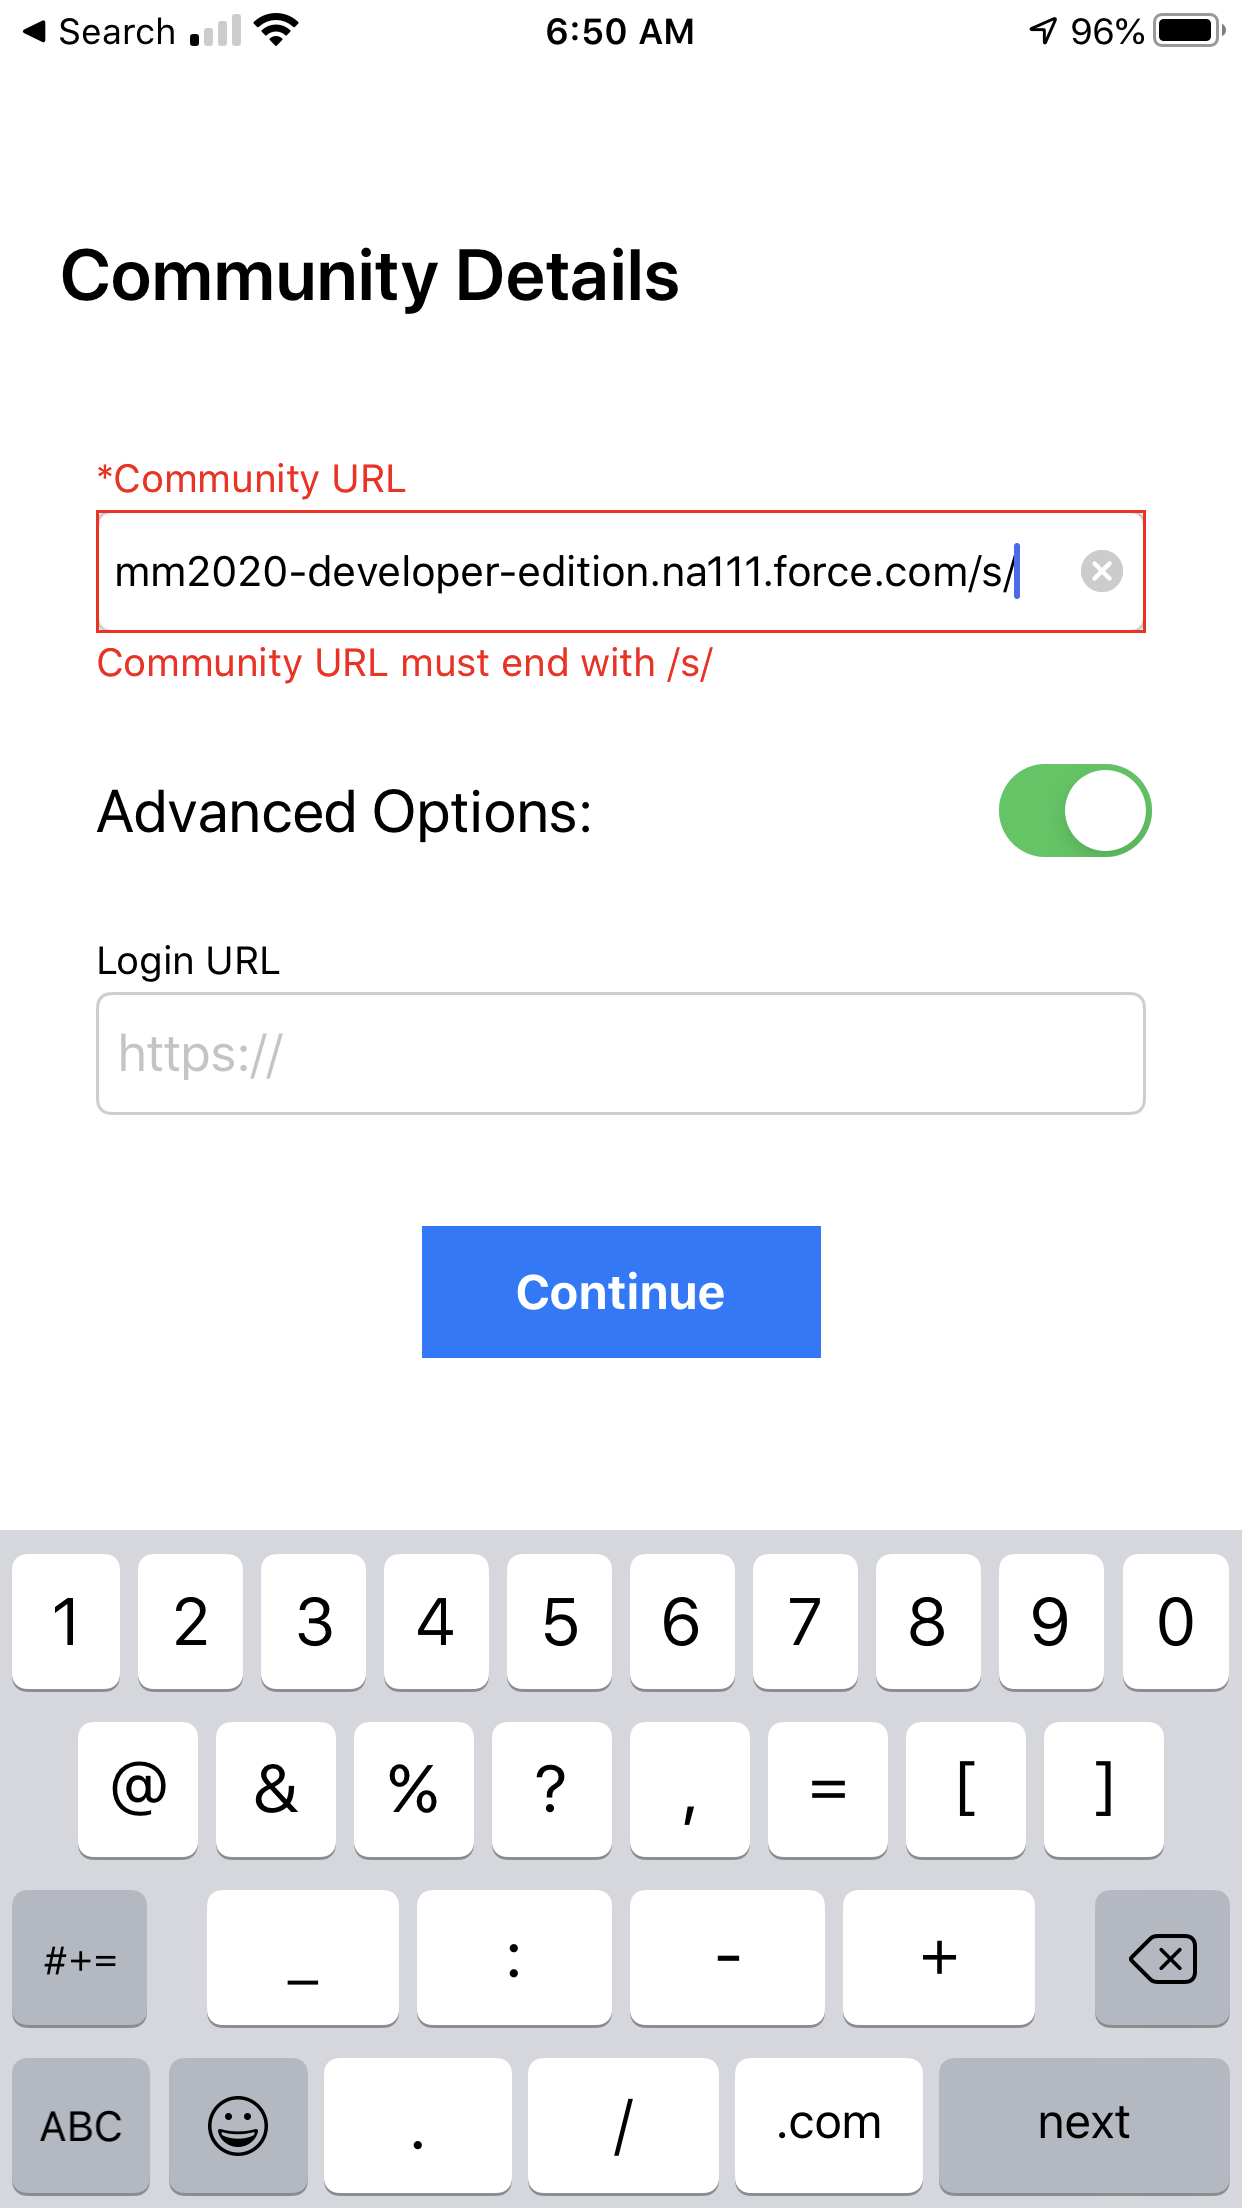 Search 6:50 AM 96%
Community Details
*Community URL
mm2020-developer-edition.na111.force.com/s/
Community URL must end with /s/
Advanced Options:
Login URL
https://
Continue
1 2 3 4 5 6 7 8 9 0
@ & % ? , = [ ]
#+= _ : - +
ABC . / .com next